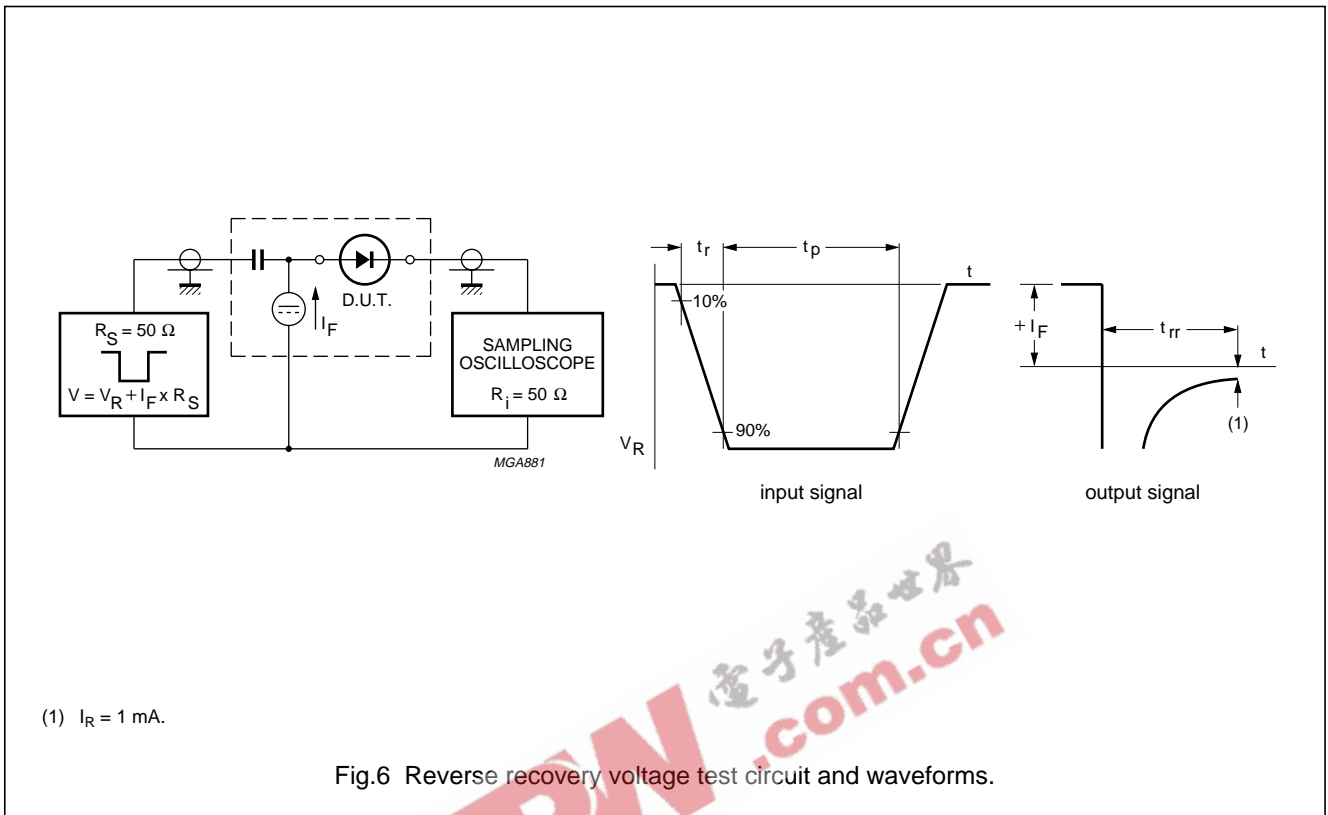 R_S = 50 Ω
V = V_R + I_F x R_S
I_F
D.U.T.
SAMPLING
OSCILLOSCOPE
R_i = 50 Ω
MGA881
t_r
t_p
t
10%
90%
V_R
input signal
+ I_F
t_rr
t
(1)
output signal
電子產品世界
.com.cn
(1) I_R = 1 mA.
Fig.6 Reverse recovery voltage test circuit and waveforms.